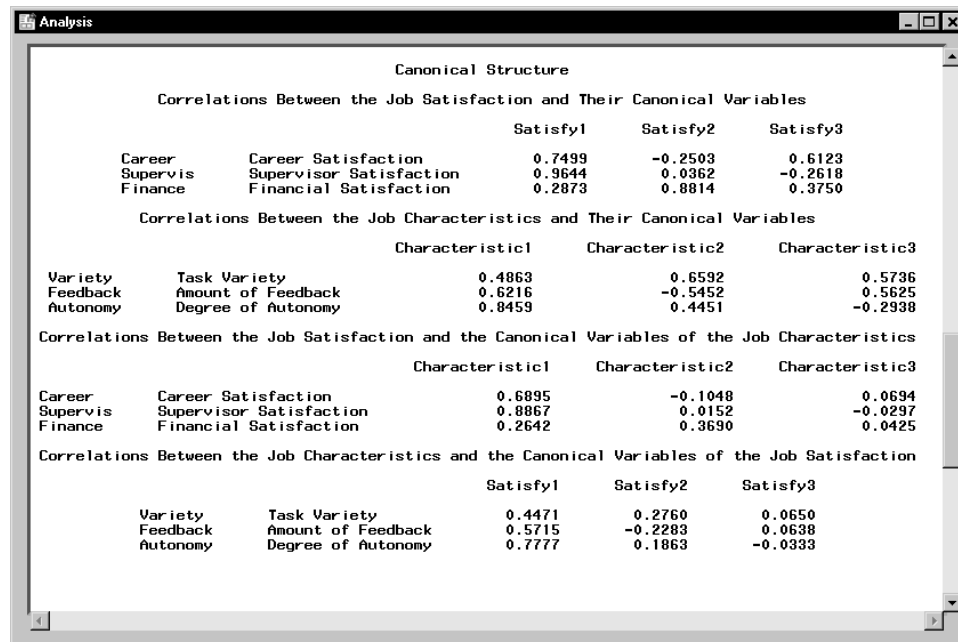 Analysis
Canonical Structure
Correlations Between the Job Satisfaction and Their Canonical Variables
Satisfy1 Satisfy2 Satisfy3
Career Career Satisfaction 0.7499 -0.2503 0.6123
Supervis Supervisor Satisfaction 0.9644 0.0362 -0.2618
Finance Financial Satisfaction 0.2873 0.8814 0.3750
Correlations Between the Job Characteristics and Their Canonical Variables
Characteristic1 Characteristic2 Characteristic3
Variety Task Variety 0.4863 0.6592 0.5736
Feedback Amount of Feedback 0.6216 -0.5452 0.5625
Autonomy Degree of Autonomy 0.8459 0.4451 -0.2938
Correlations Between the Job Satisfaction and the Canonical Variables of the Job Characteristics
Characteristic1 Characteristic2 Characteristic3
Career Career Satisfaction 0.6895 -0.1048 0.0694
Supervis Supervisor Satisfaction 0.8867 0.0152 -0.0297
Finance Financial Satisfaction 0.2642 0.3690 0.0425
Correlations Between the Job Characteristics and the Canonical Variables of the Job Satisfaction
Satisfy1 Satisfy2 Satisfy3
Variety Task Variety 0.4471 0.2760 0.0650
Feedback Amount of Feedback 0.5715 -0.2283 0.0638
Autonomy Degree of Autonomy 0.7777 0.1863 -0.0333